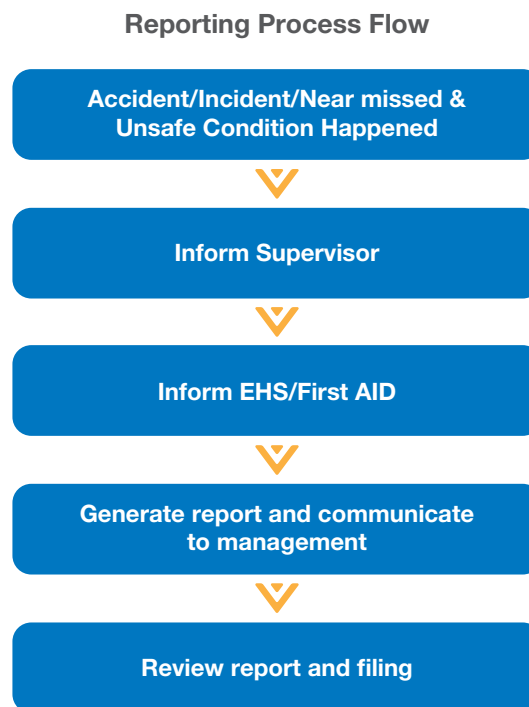 Reporting Process Flow
Accident/Incident/Near missed &
Unsafe Condition Happened
Inform Supervisor
Inform EHS/First AID
Generate report and communicate
to management
Review report and filing